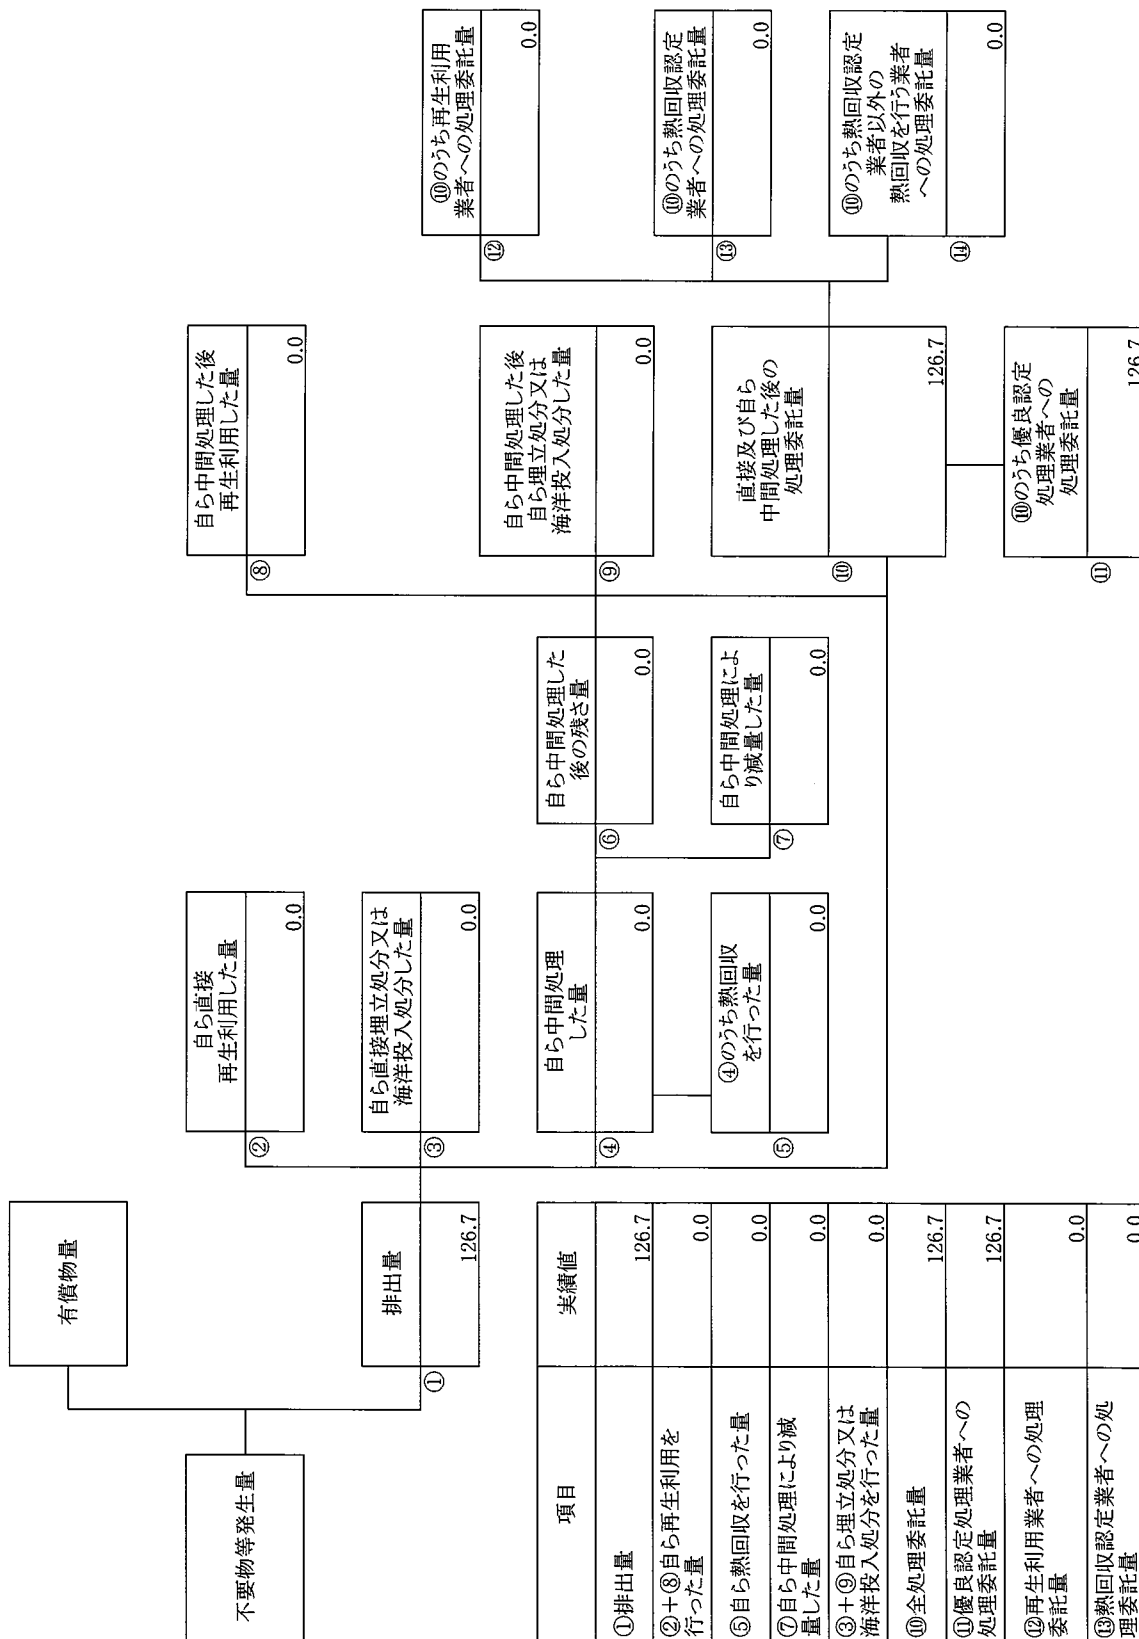 不要物等発生量
有償物量
①
排出量
126.7
②
自ら直接
再生利用した量
0.0
③
自ら直接埋立処分又は
海洋投入処分した量
0.0
④
自ら中間処理
した量
0.0
⑤
④のうち熱回収
を行った量
0.0
⑥
自ら中間処理した
後の残さ量
0.0
⑦
自ら中間処理によ
り減量した量
0.0
⑧
自ら中間処理した後
再生利用した量
0.0
⑨
自ら中間処理した後
自ら埋立処分又は
海洋投入処分した量
0.0
⑩
直接及び自ら
中間処理した後の
処理委託量
126.7
⑪
⑩のうち優良認定
処理業者への
処理委託量
126.7
⑫
⑩のうち再生利用
業者への処理委託量
0.0
⑬
⑩のうち熱回収認定
業者への処理委託量
0.0
⑭
⑩のうち熱回収認定
業者以外の
熱回収を行う業者
への処理委託量
0.0
項目
実績値
①排出量
126.7
②+⑧自ら再生利用を
行った量
0.0
⑤自ら熱回収を行った量
0.0
⑦自ら中間処理により減
量した量
0.0
③+⑨自ら埋立処分又は
海洋投入処分を行った量
0.0
⑩全処理委託量
126.7
⑪優良認定処理業者への
処理委託量
126.7
⑫再生利用業者への処理
委託量
0.0
⑬熱回収認定業者への処
理委託量
0.0